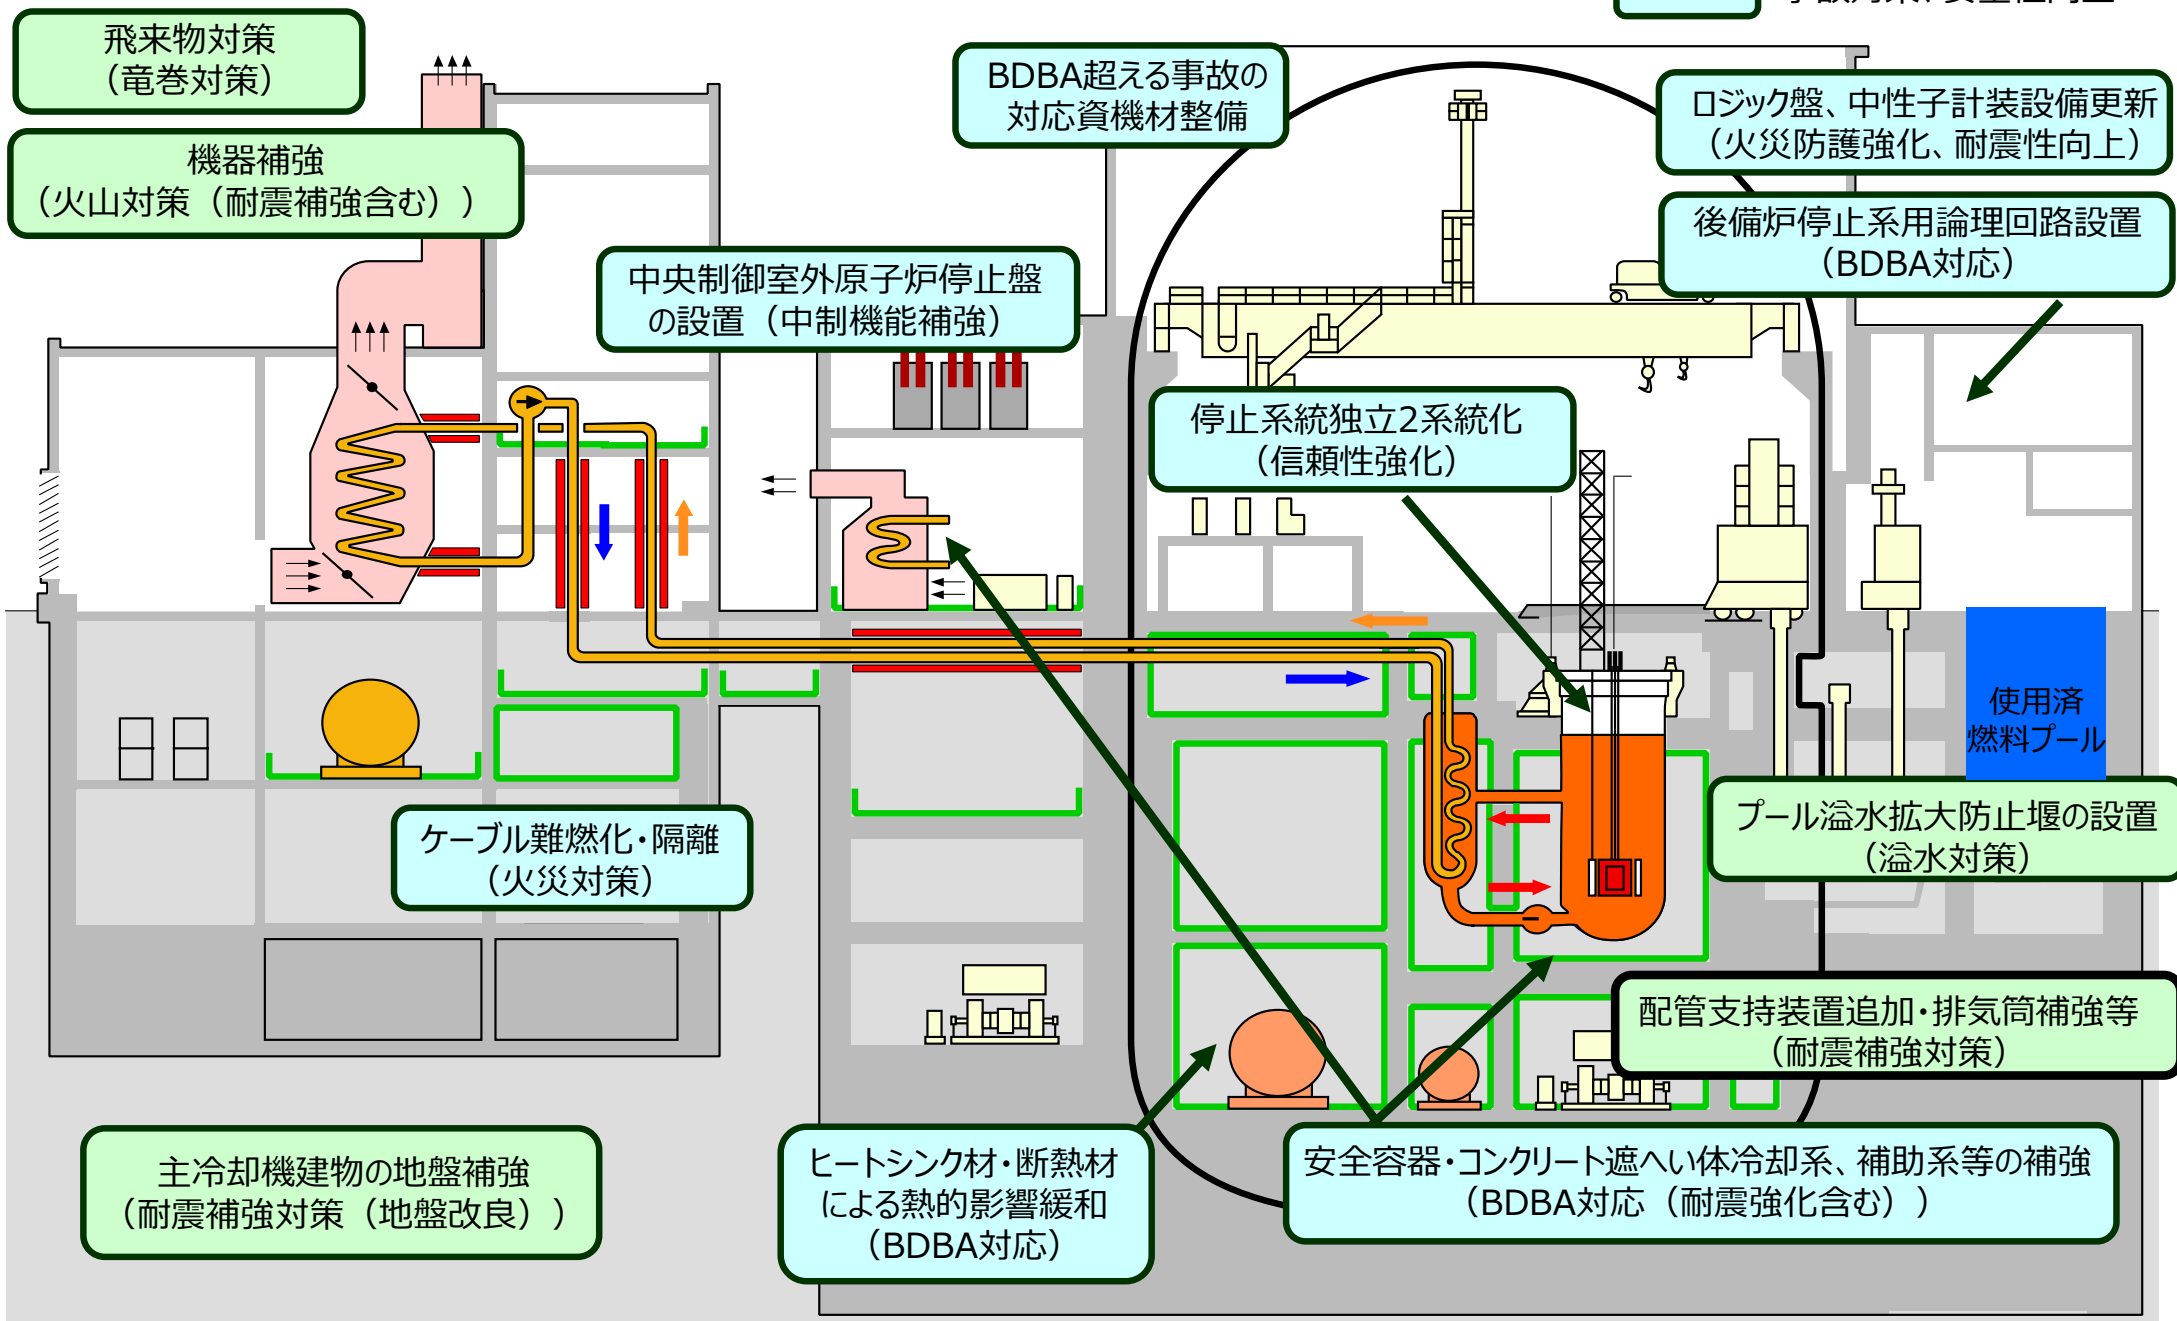 飛来物対策
（竜巻対策）
機器補強
（火山対策（耐震補強含む））
BDBA超える事故の
対応資機材整備
ロジック盤、中性子計装設備更新
（火災防護強化、耐震性向上）
後備炉停止系用論理回路設置
（BDBA対応）
中央制御室外原子炉停止盤
の設置（中制機能補強）
停止系統独立2系統化
（信頼性強化）
使用済
燃料プール
プール溢水拡大防止堰の設置
（溢水対策）
ケーブル難燃化・隔離
（火災対策）
配管支持装置追加・排気筒補強等
（耐震補強対策）
主冷却機建物の地盤補強
（耐震補強対策（地盤改良））
ヒートシンク材・断熱材
による熱的影響緩和
（BDBA対応）
安全容器・コンクリート遮へい体冷却系、補助系等の補強
（BDBA対応（耐震強化含む））